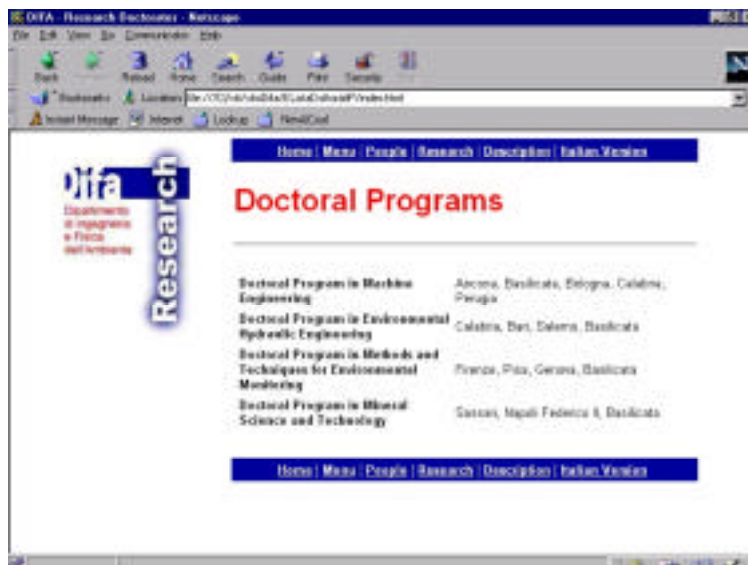 DIFA - Research Doctorates - Netscape
File Edit View Go Communicator Help
Back Reload Home Search Guide Print Security
Bookmarks Location:
Instant Message Internet Lookup New&Cool
Home | Menu | People | Research | Description | Italian Version
Difa
Dipartimento
di Ingegneria
e Fisica
dell'Ambiente
Research
Doctoral Programs
Doctoral Program in Machine Engineering
Ancona, Basilicata, Bologna, Calabria, Perugia
Doctoral Program in Environmental Hydraulic Engineering
Calabria, Bari, Salerno, Basilicata
Doctoral Program in Methods and Techniques for Environmental Monitoring
Firenze, Pisa, Genova, Basilicata
Doctoral Program in Mineral Science and Technology
Sassari, Napoli Federico II, Basilicata
Home | Menu | People | Research | Description | Italian Version